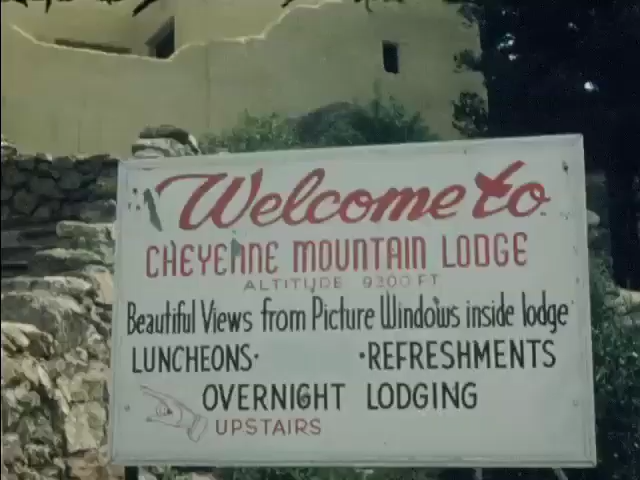 Welcome to
CHEYENNE MOUNTAIN LODGE
ALTITUDE 9200 FT
Beautiful Views from Picture Windows inside lodge
LUNCHEONS· ·REFRESHMENTS
OVERNIGHT LODGING
UPSTAIRS